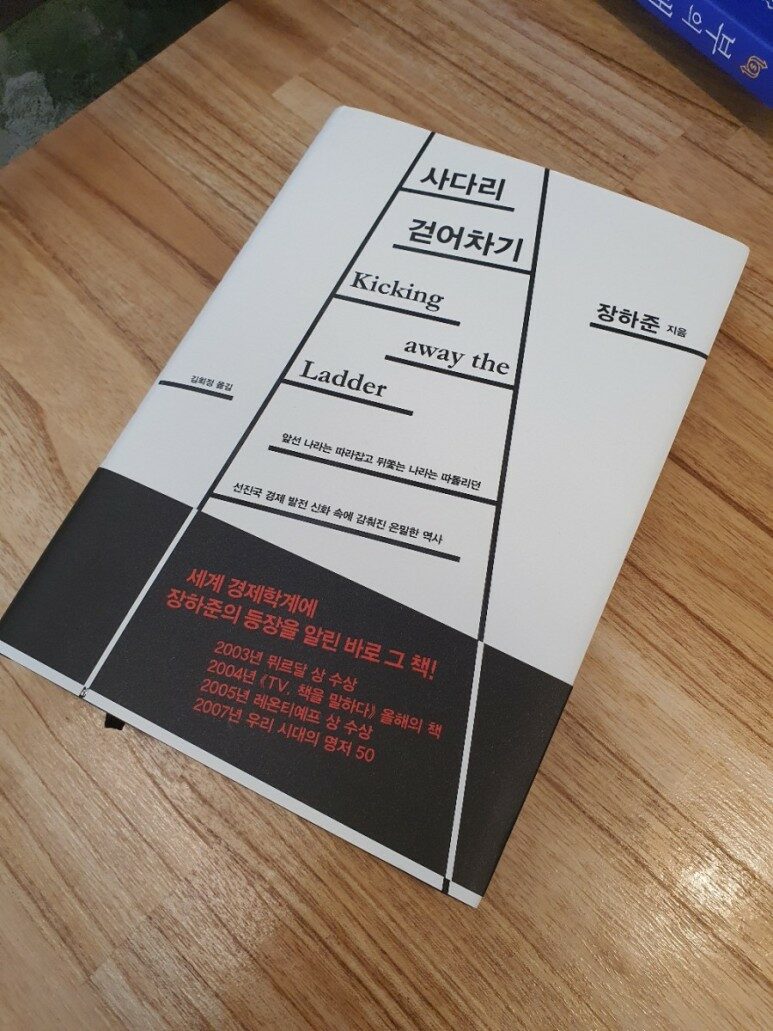 사다리
걷어차기
Kicking
away the
Ladder
장하준 지음
김희정 옮김
앞선 나라는 따라잡고 뒤쫓는 나라는 따돌리던
선진국 경제 발전 신화 속에 감춰진 은밀한 역사
세계 경제학계에
장하준의 등장을 알린 바로 그 책!
2003년 뮈르달 상 수상
2004년 《TV, 책을 말하다》 올해의 책
2005년 레온티예프 상 수상
2007년 우리 시대의 명저 50
부의